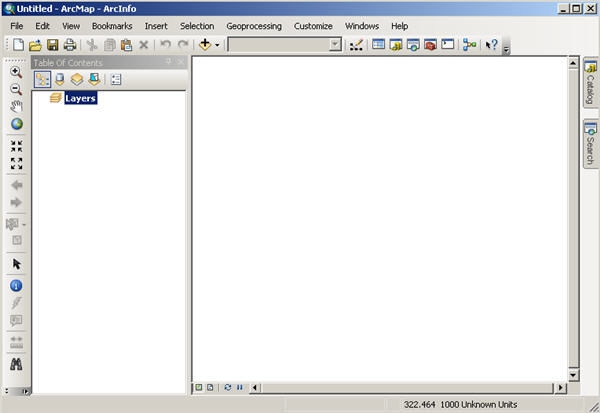 Untitled - ArcMap - ArcInfo
File Edit View Bookmarks Insert Selection Geoprocessing Customize Windows Help
Table Of Contents
Layers
Catalog
Search
322.464 1000 Unknown Units